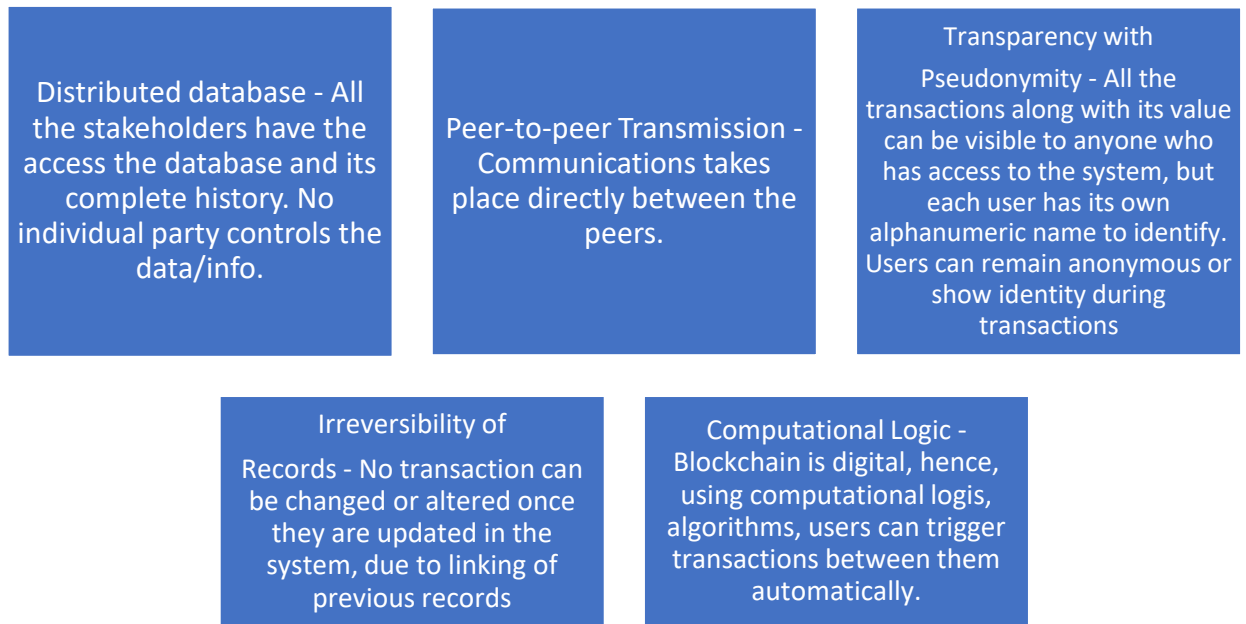 Distributed database - All
the stakeholders have the
access the database and its
complete history. No
individual party controls the
data/info.
Peer-to-peer Transmission -
Communications takes
place directly between the
peers.
Transparency with
Pseudonymity - All the
transactions along with its value
can be visible to anyone who
has access to the system, but
each user has its own
alphanumeric name to identify.
Users can remain anonymous or
show identity during
transactions
Irreversibility of
Records - No transaction can
be changed or altered once
they are updated in the
system, due to linking of
previous records
Computational Logic -
Blockchain is digital, hence,
using computational logis,
algorithms, users can trigger
transactions between them
automatically.